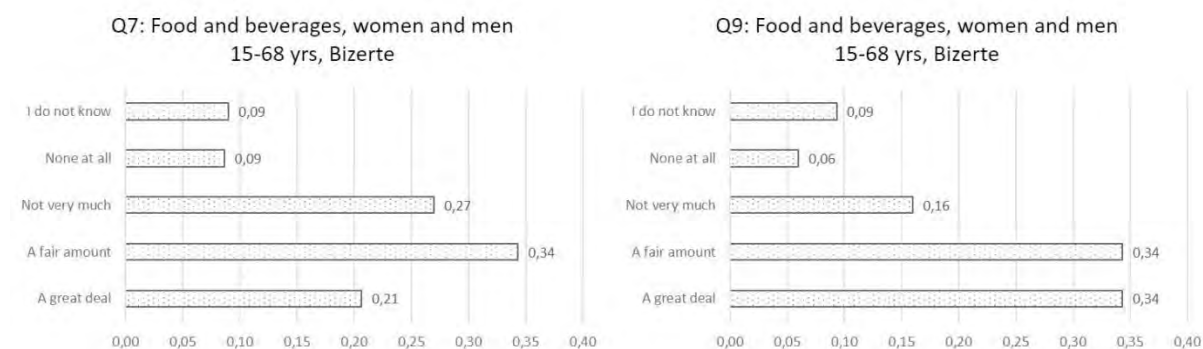 Q7: Food and beverages, women and men
15-68 yrs, Bizerte
I do not know
0,09
None at all
0,09
Not very much
0,27
A fair amount
0,34
A great deal
0,21
0,00 0,05 0,10 0,15 0,20 0,25 0,30 0,35 0,40
Q9: Food and beverages, women and men
15-68 yrs, Bizerte
I do not know
0,09
None at all
0,06
Not very much
0,16
A fair amount
0,34
A great deal
0,34
0,00 0,05 0,10 0,15 0,20 0,25 0,30 0,35 0,40